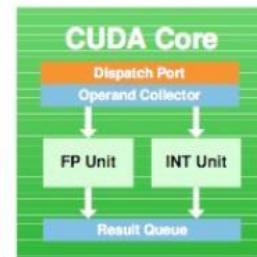 CUDA Core
Dispatch Port
Operand Collector
FP Unit INT Unit
Result Queue